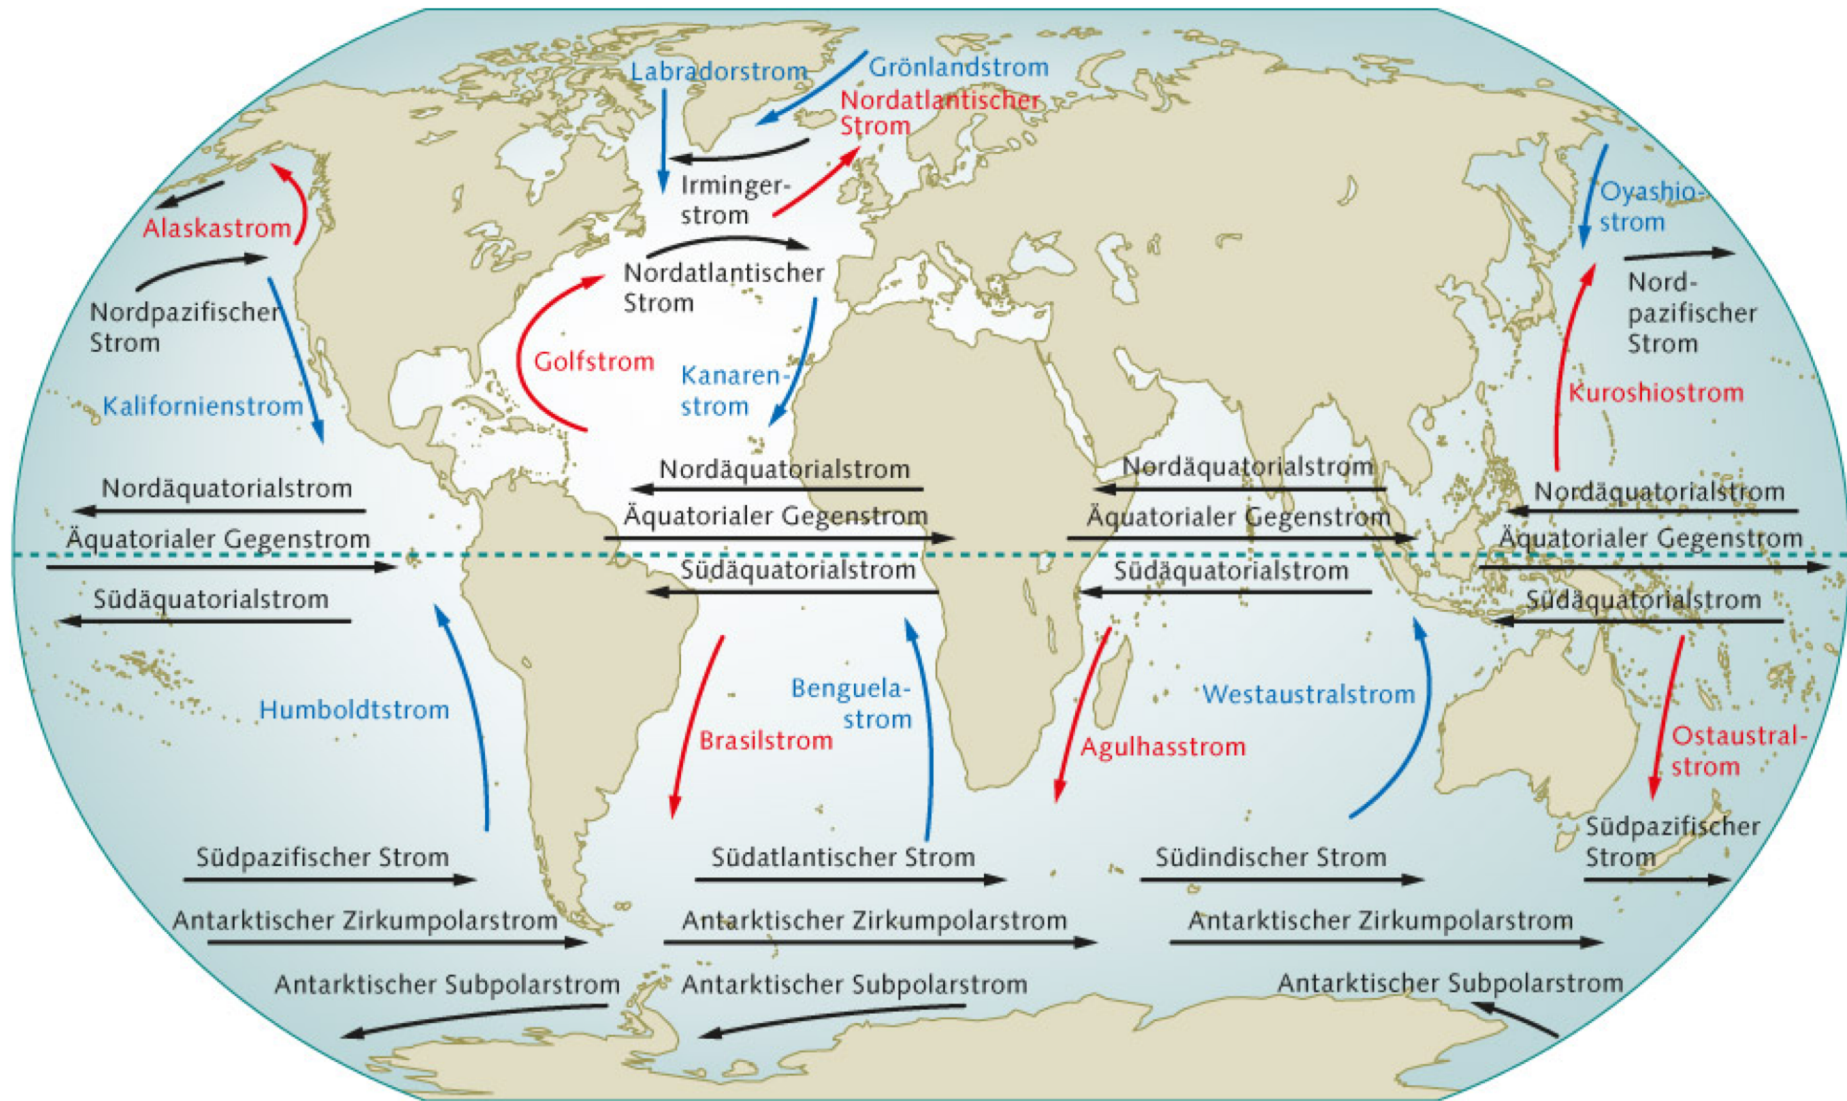 Labradorstrom
Grönlandstrom
Nordatlantischer
Strom
Irminger-
strom
Oyashio-
strom
Alaskastrom
Nordatlantischer
Strom
Nordpazifischer
Strom
Nord-
pazifischer
Strom
Golfstrom
Kanaren-
strom
Kuroshiostrom
Kalifornienstrom
Nordäquatorialstrom
Nordäquatorialstrom
Nordäquatorialstrom
Nordäquatorialstrom
Äquatorialer Gegenstrom
Äquatorialer Gegenstrom
Äquatorialer Gegenstrom
Äquatorialer Gegenstrom
Südäquatorialstrom
Südäquatorialstrom
Südäquatorialstrom
Südäquatorialstrom
Humboldtstrom
Brasilstrom
Benguela-
strom
Agulhasstrom
Westaustralstrom
Ostaustral-
strom
Südpazifischer Strom
Südatlantischer Strom
Südindischer Strom
Südpazifischer
Strom
Antarktischer Zirkumpolarstrom
Antarktischer Zirkumpolarstrom
Antarktischer Zirkumpolarstrom
Antarktischer Subpolarstrom
Antarktischer Subpolarstrom
Antarktischer Subpolarstrom